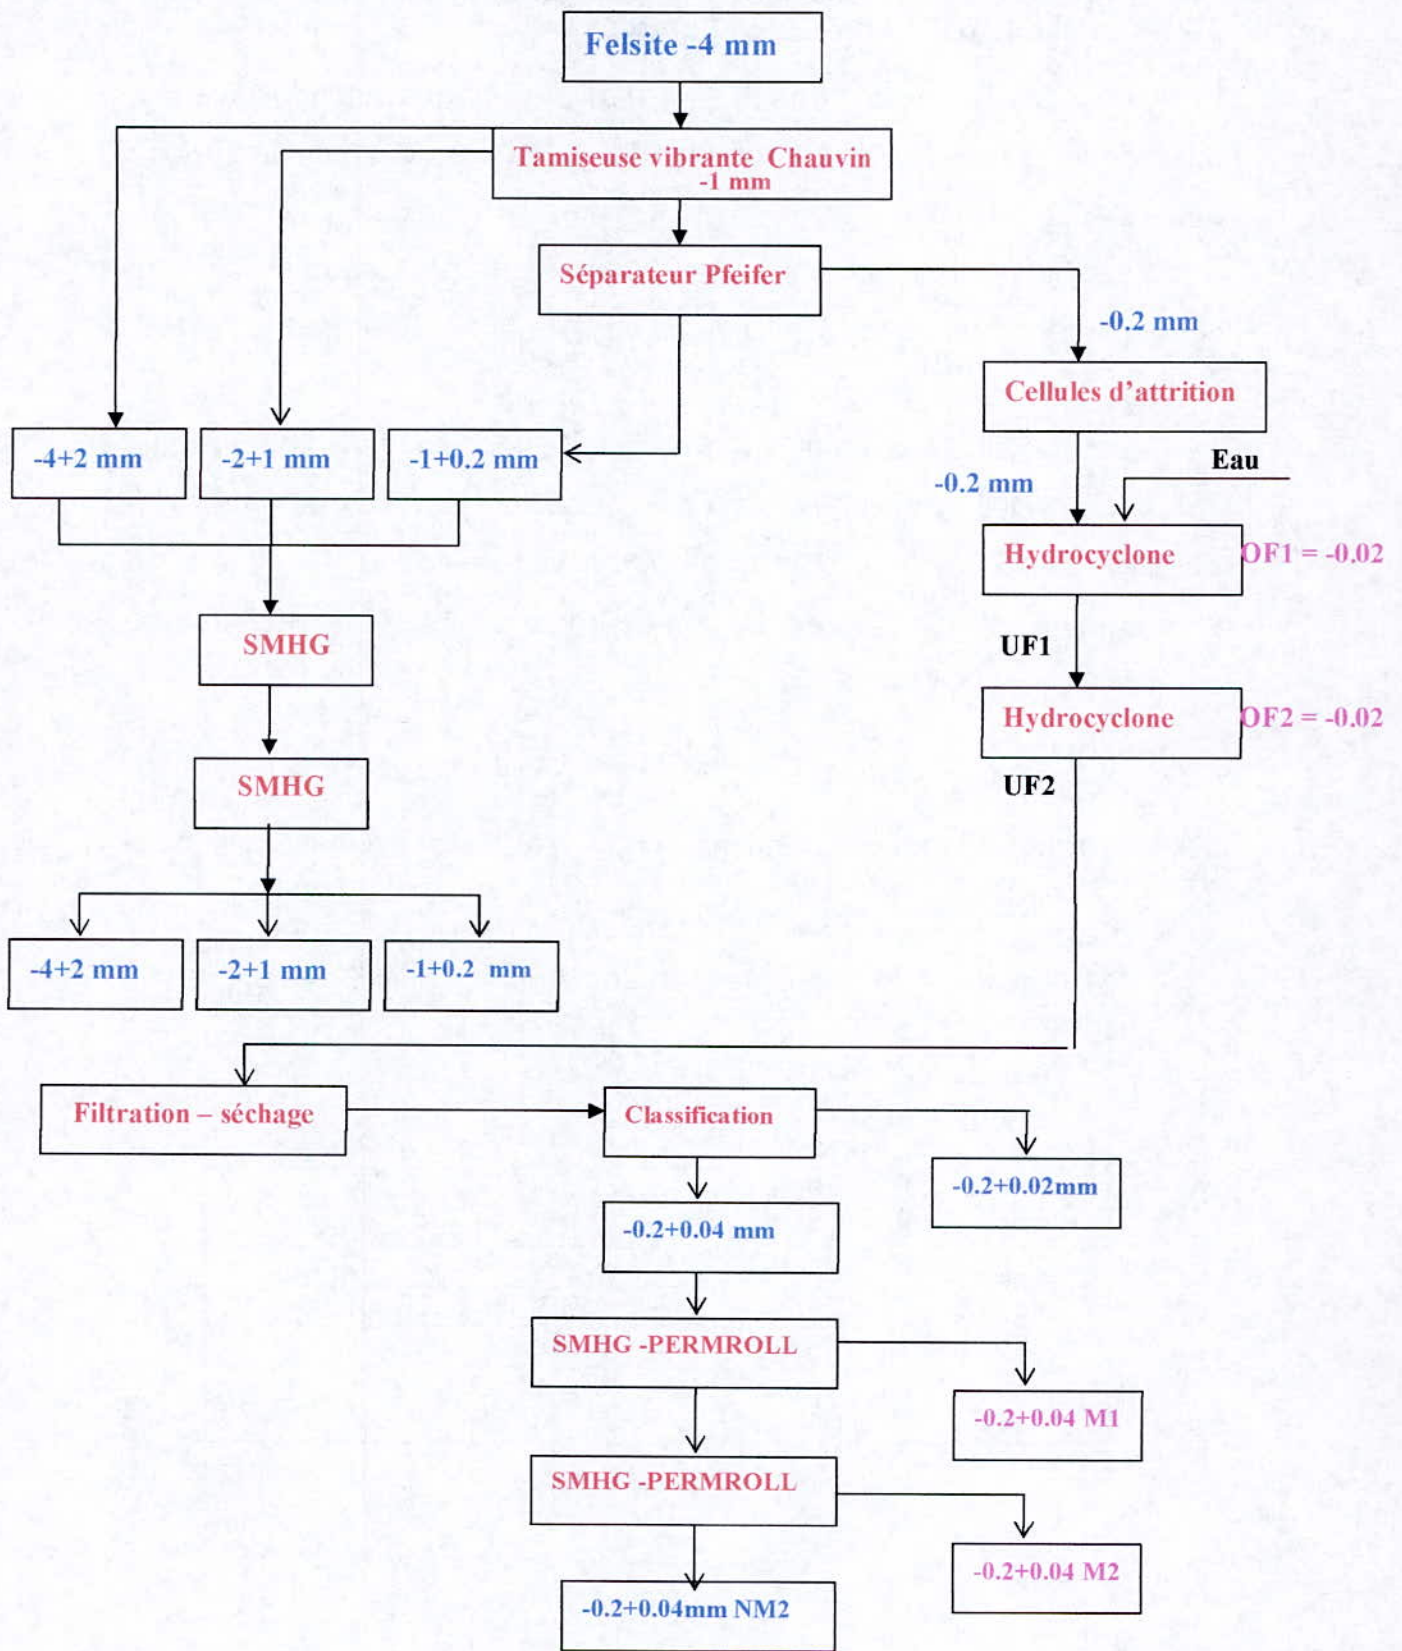 Felsite -4 mm
Tamiseuse vibrante Chauvin
-1 mm
Séparateur Pfeifer
-0.2 mm
Cellules d'attrition
-4+2 mm
-2+1 mm
-1+0.2 mm
Eau
-0.2 mm
Hydrocyclone
OF1 = -0.02
SMHG
UF1
Hydrocyclone
OF2 = -0.02
SMHG
UF2
-4+2 mm
-2+1 mm
-1+0.2 mm
Filtration – séchage
Classification
-0.2+0.02mm
-0.2+0.04 mm
SMHG -PERMROLL
-0.2+0.04 M1
SMHG -PERMROLL
-0.2+0.04 M2
-0.2+0.04mm NM2